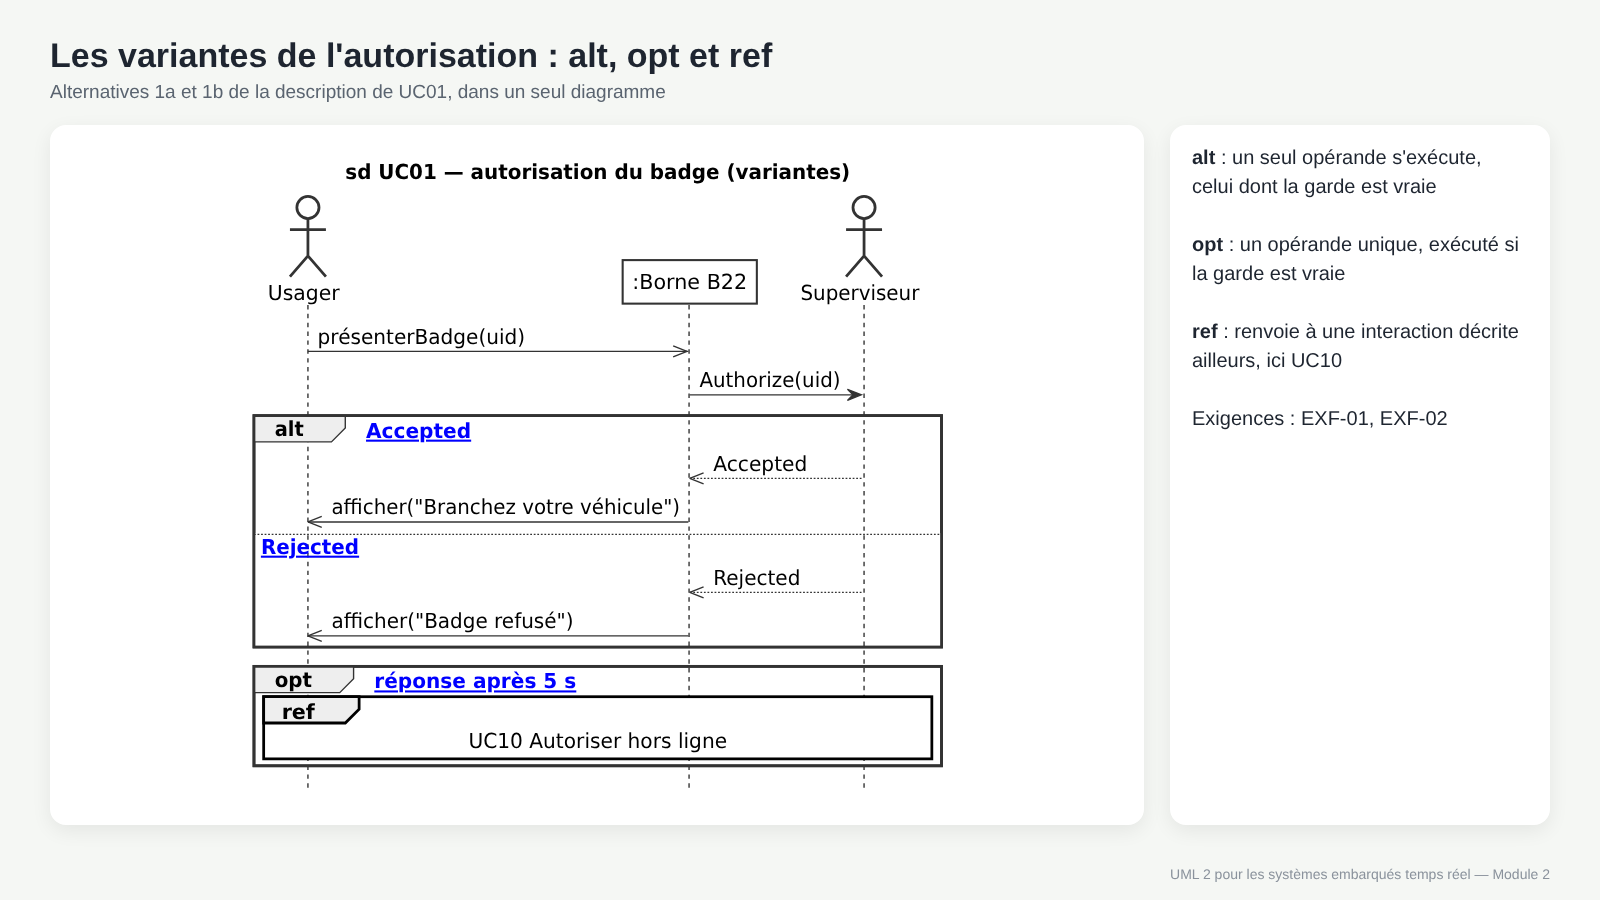 Les variantes de l'autorisation : alt, opt et ref
Alternatives 1a et 1b de la description de UC01, dans un seul diagramme
sd UC01 — autorisation du badge (variantes)
Usager
:Borne B22
Superviseur
présenterBadge(uid)
Authorize(uid)
alt
Accepted
Accepted
afficher("Branchez votre véhicule")
Rejected
Rejected
afficher("Badge refusé")
opt
réponse après 5 s
ref
UC10 Autoriser hors ligne
alt : un seul opérande s'exécute,
celui dont la garde est vraie
opt : un opérande unique, exécuté si
la garde est vraie
ref : renvoie à une interaction décrite
ailleurs, ici UC10
Exigences : EXF-01, EXF-02
UML 2 pour les systèmes embarqués temps réel — Module 2